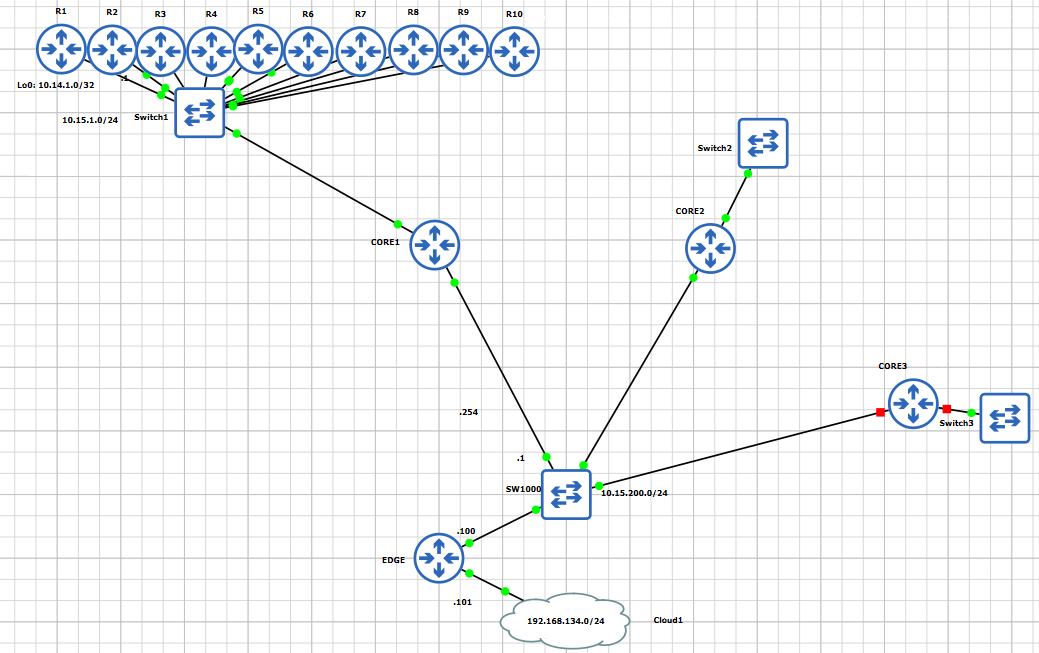 R1
R2
R3
R4
R5
R6
R7
R8
R9
R10
Lo0: 10.14.1.0/32
.1
10.15.1.0/24
Switch1
Switch2
CORE2
CORE1
CORE3
.254
Switch3
.1
SW1000
10.15.200.0/24
.100
EDGE
.101
192.168.134.0/24
Cloud1